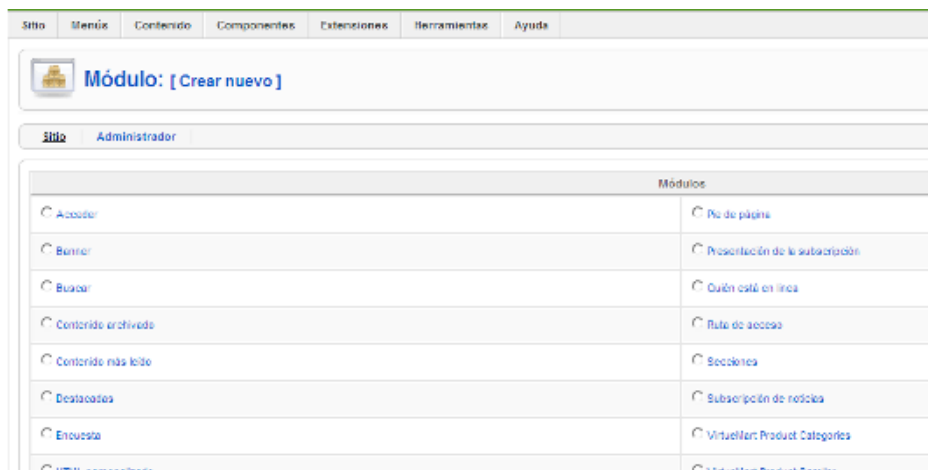 Sitio Menús Contenido Componentes Extensiones Herramientas Ayuda
Módulo: [ Crear nuevo ]
Sitio Administrador
Módulos
Acceder Pie de página
Banner Presentación de la subscripción
Buscar Quién está en línea
Contenido archivado Ruta de acceso
Contenido más leído Secciones
Destacadas Subscripción de noticias
Encuesta VirtueMart Product Categories